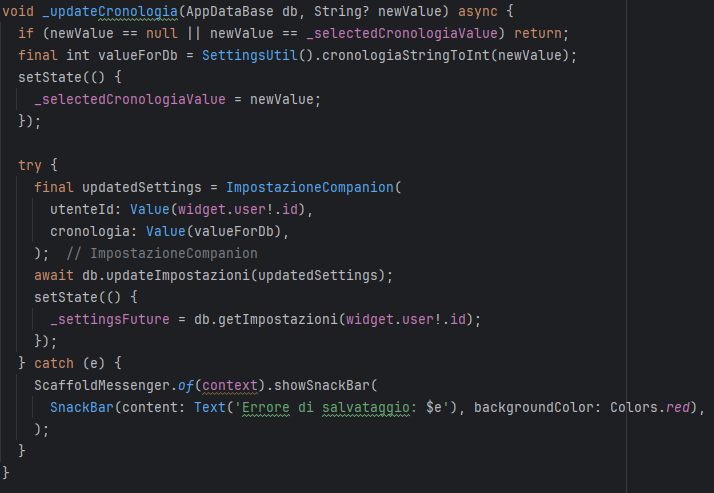 void _updateCronologia(AppDataBase db, String? newValue) async {
  if (newValue == null || newValue == _selectedCronologiaValue) return;
  final int valueForDb = SettingsUtil().cronologiaStringToInt(newValue);
  setState(() {
    _selectedCronologiaValue = newValue;
  });

  try {
    final updatedSettings = ImpostazioneCompanion(
      utenteId: Value(widget.user!.id),
      cronologia: Value(valueForDb),
    );  // ImpostazioneCompanion
    await db.updateImpostazioni(updatedSettings);
    setState(() {
      _settingsFuture = db.getImpostazioni(widget.user!.id);
    });
  } catch (e) {
    ScaffoldMessenger.of(context).showSnackBar(
      SnackBar(content: Text('Errore di salvataggio: $e'), backgroundColor: Colors.red),
    );
  }
}